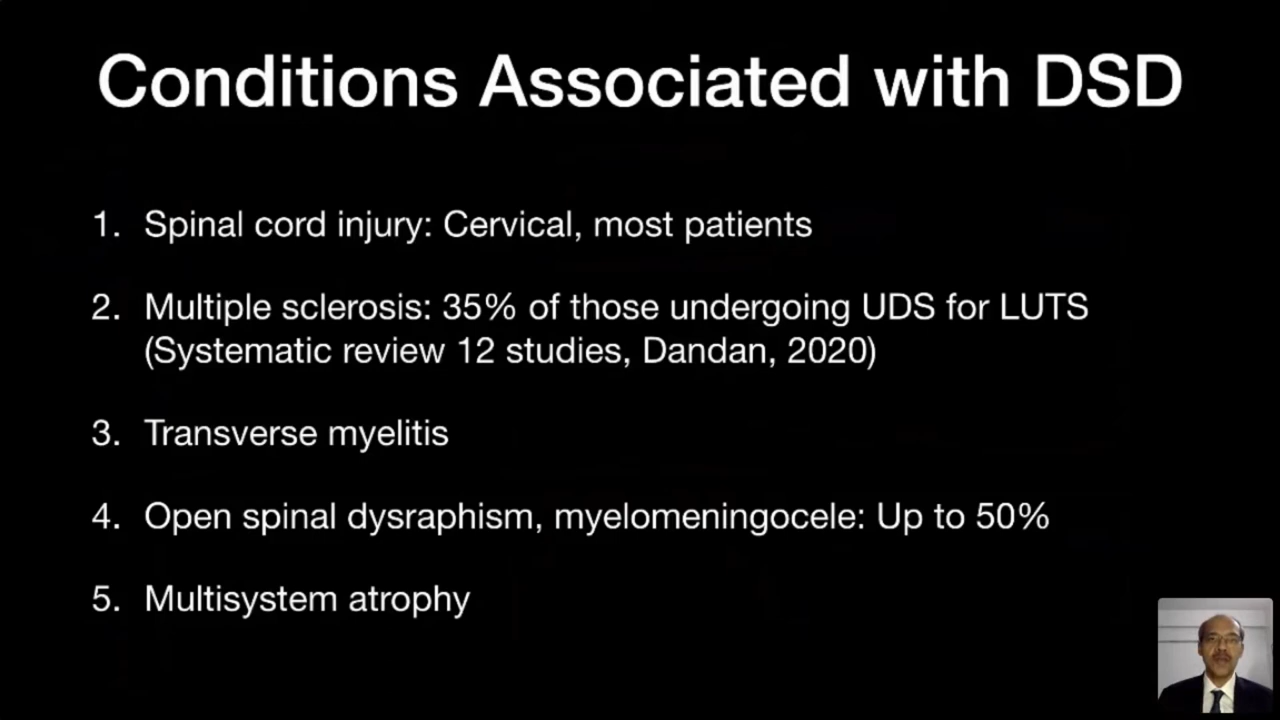 Conditions Associated with DSD
1. Spinal cord injury: Cervical, most patients
2. Multiple sclerosis: 35% of those undergoing UDS for LUTS
(Systematic review 12 studies, Dandan, 2020)
3. Transverse myelitis
4. Open spinal dysraphism, myelomeningocele: Up to 50%
5. Multisystem atrophy